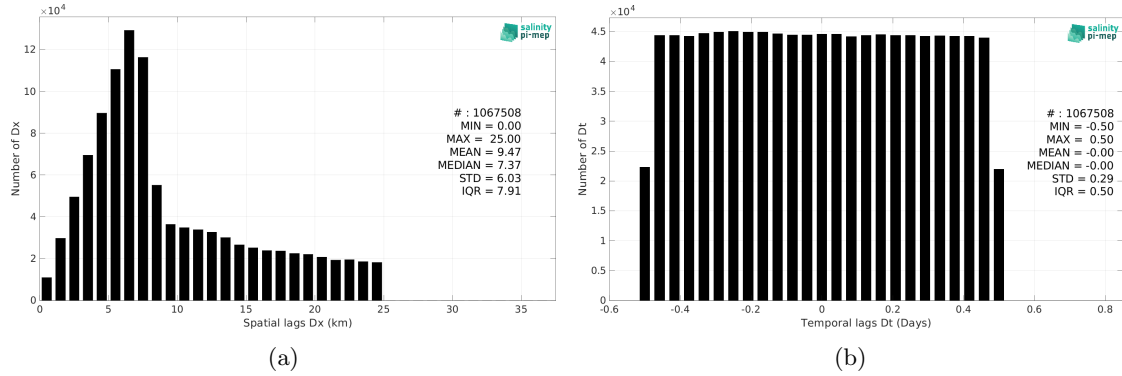 ×10⁴
salinity
pi-mep
12
10
8
6
4
2
0
Number of Dx
# : 1067508
MIN = 0.00
MAX = 25.00
MEAN = 9.47
MEDIAN = 7.37
STD = 6.03
IQR = 7.91
0 5 10 15 20 25 30 35
Spatial lags Dx (km)
(a)
×10⁴
salinity
pi-mep
4.5
4
3.5
3
2.5
2
1.5
1
0.5
0
Number of Dt
# : 1067508
MIN = -0.50
MAX = 0.50
MEAN = -0.00
MEDIAN = -0.00
STD = 0.29
IQR = 0.50
-0.6 -0.4 -0.2 0 0.2 0.4 0.6 0.8
Temporal lags Dt (Days)
(b)